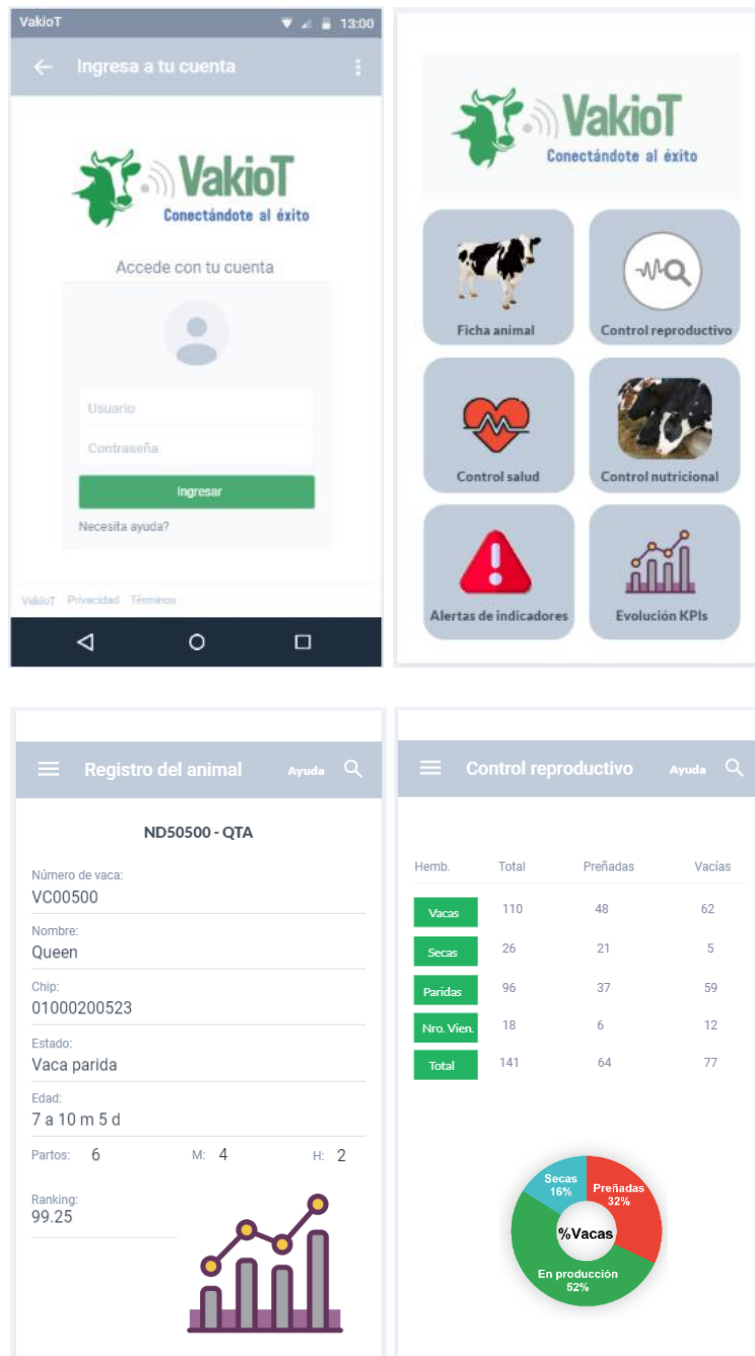 VakioT 13:00
Ingresa a tu cuenta
VakioT
Conectándote al éxito
Accede con tu cuenta
Usuario
Contraseña
Ingresar
Necesita ayuda?
VakioT Privacidad Términos
VakioT
Conectándote al éxito
Ficha animal Control reproductivo
Control salud Control nutricional
Alertas de indicadores Evolución KPIs
Registro del animal Ayuda
ND50500 - QTA
Número de vaca:
VC00500
Nombre:
Queen
Chip:
01000200523
Estado:
Vaca parida
Edad:
7 a 10 m 5 d
Partos: 6 M: 4 H: 2
Ranking:
99.25
Control reproductivo Ayuda
Hemb. Total Preñadas Vacías
Vacas 110 48 62
Secas 26 21 5
Paridas 96 37 59
Nro. Vien. 18 6 12
Total 141 64 77
Secas
16%
Preñadas
32%
%Vacas
En producción
52%